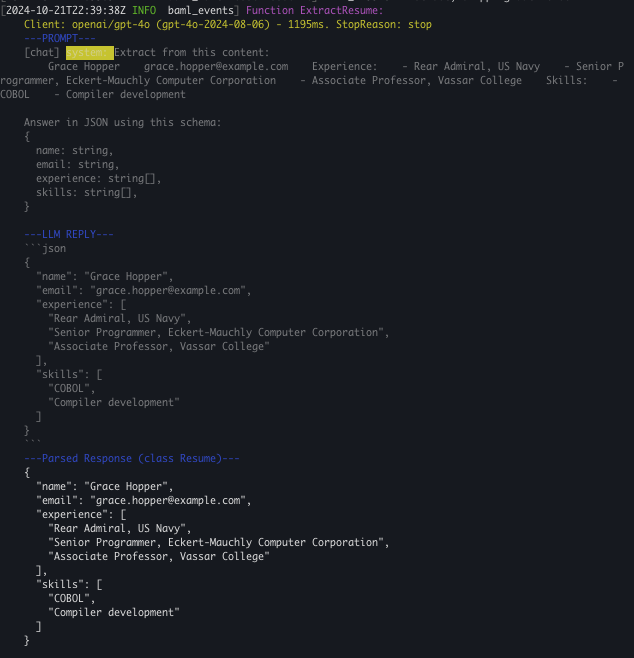 [2024-10-21T22:39:38Z INFO  baml_events] Function ExtractResume:
    Client: openai/gpt-4o (gpt-4o-2024-08-06) - 1195ms. StopReason: stop
    ---PROMPT---
    [chat] system: Extract from this content:
        Grace Hopper    grace.hopper@example.com    Experience:    - Rear Admiral, US Navy    - Senior P
rogrammer, Eckert-Mauchly Computer Corporation    - Associate Professor, Vassar College    Skills:    -
COBOL    - Compiler development

    Answer in JSON using this schema:
    {
      name: string,
      email: string,
      experience: string[],
      skills: string[],
    }

    ---LLM REPLY---
    ```json
    {
      "name": "Grace Hopper",
      "email": "grace.hopper@example.com",
      "experience": [
        "Rear Admiral, US Navy",
        "Senior Programmer, Eckert-Mauchly Computer Corporation",
        "Associate Professor, Vassar College"
      ],
      "skills": [
        "COBOL",
        "Compiler development"
      ]
    }
    ```
    ---Parsed Response (class Resume)---
    {
      "name": "Grace Hopper",
      "email": "grace.hopper@example.com",
      "experience": [
        "Rear Admiral, US Navy",
        "Senior Programmer, Eckert-Mauchly Computer Corporation",
        "Associate Professor, Vassar College"
      ],
      "skills": [
        "COBOL",
        "Compiler development"
      ]
    }